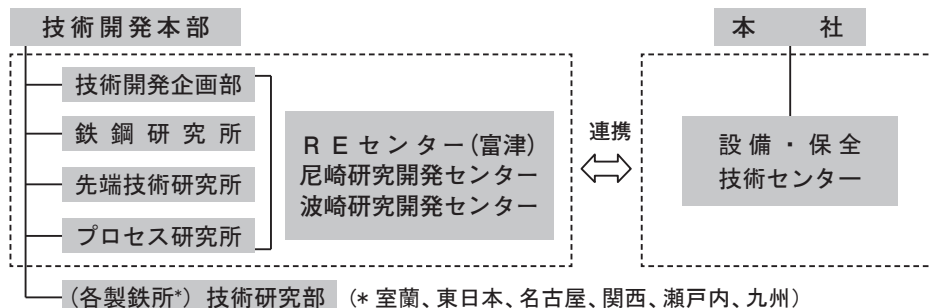 技術開発本部
本 社
技術開発企画部
鉄鋼研究所
先端技術研究所
プロセス研究所
REセンター(富津)
尼崎研究開発センター
波崎研究開発センター
連携
設備・保全
技術センター
(各製鉄所*) 技術研究部 (* 室蘭、東日本、名古屋、関西、瀬戸内、九州)